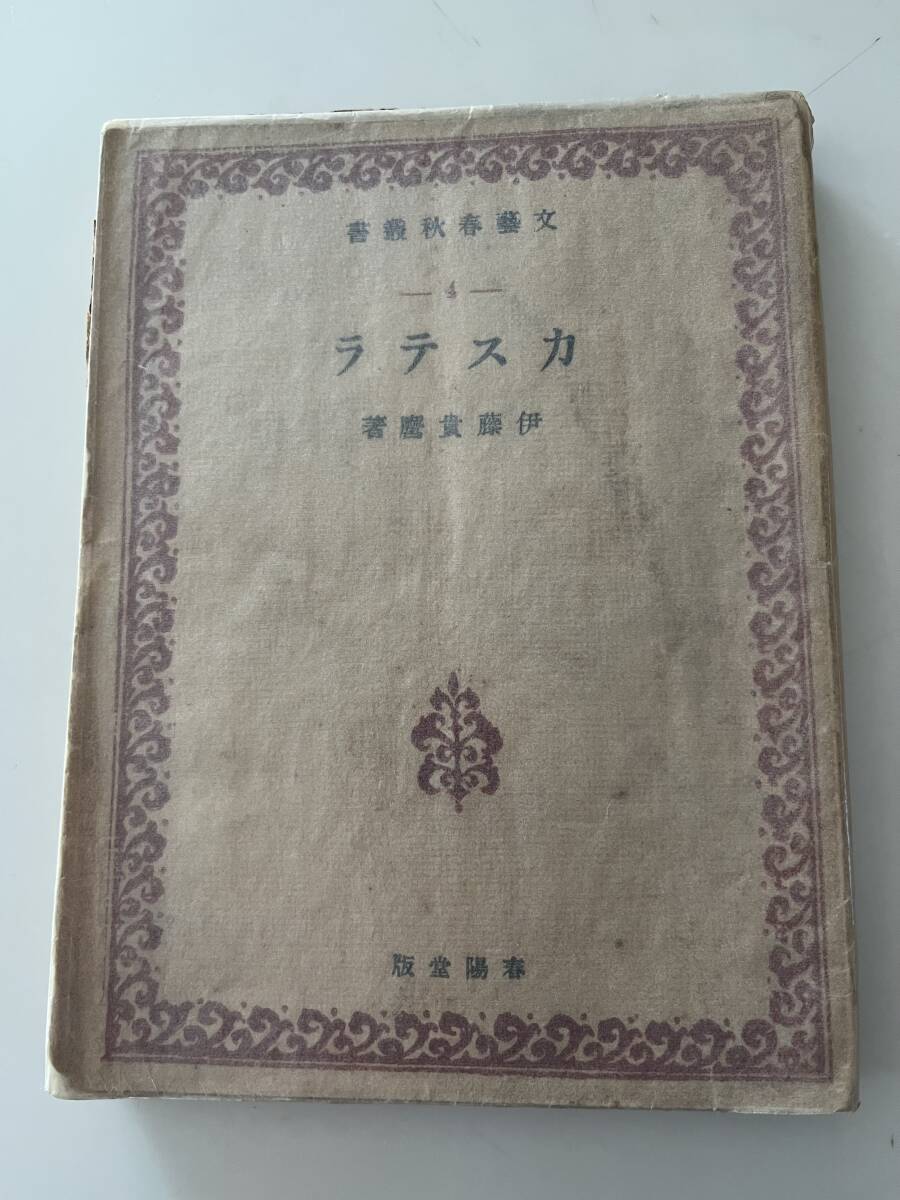 文藝春秋叢書
— 4 —
カステラ
伊藤貴麿著
春陽堂版